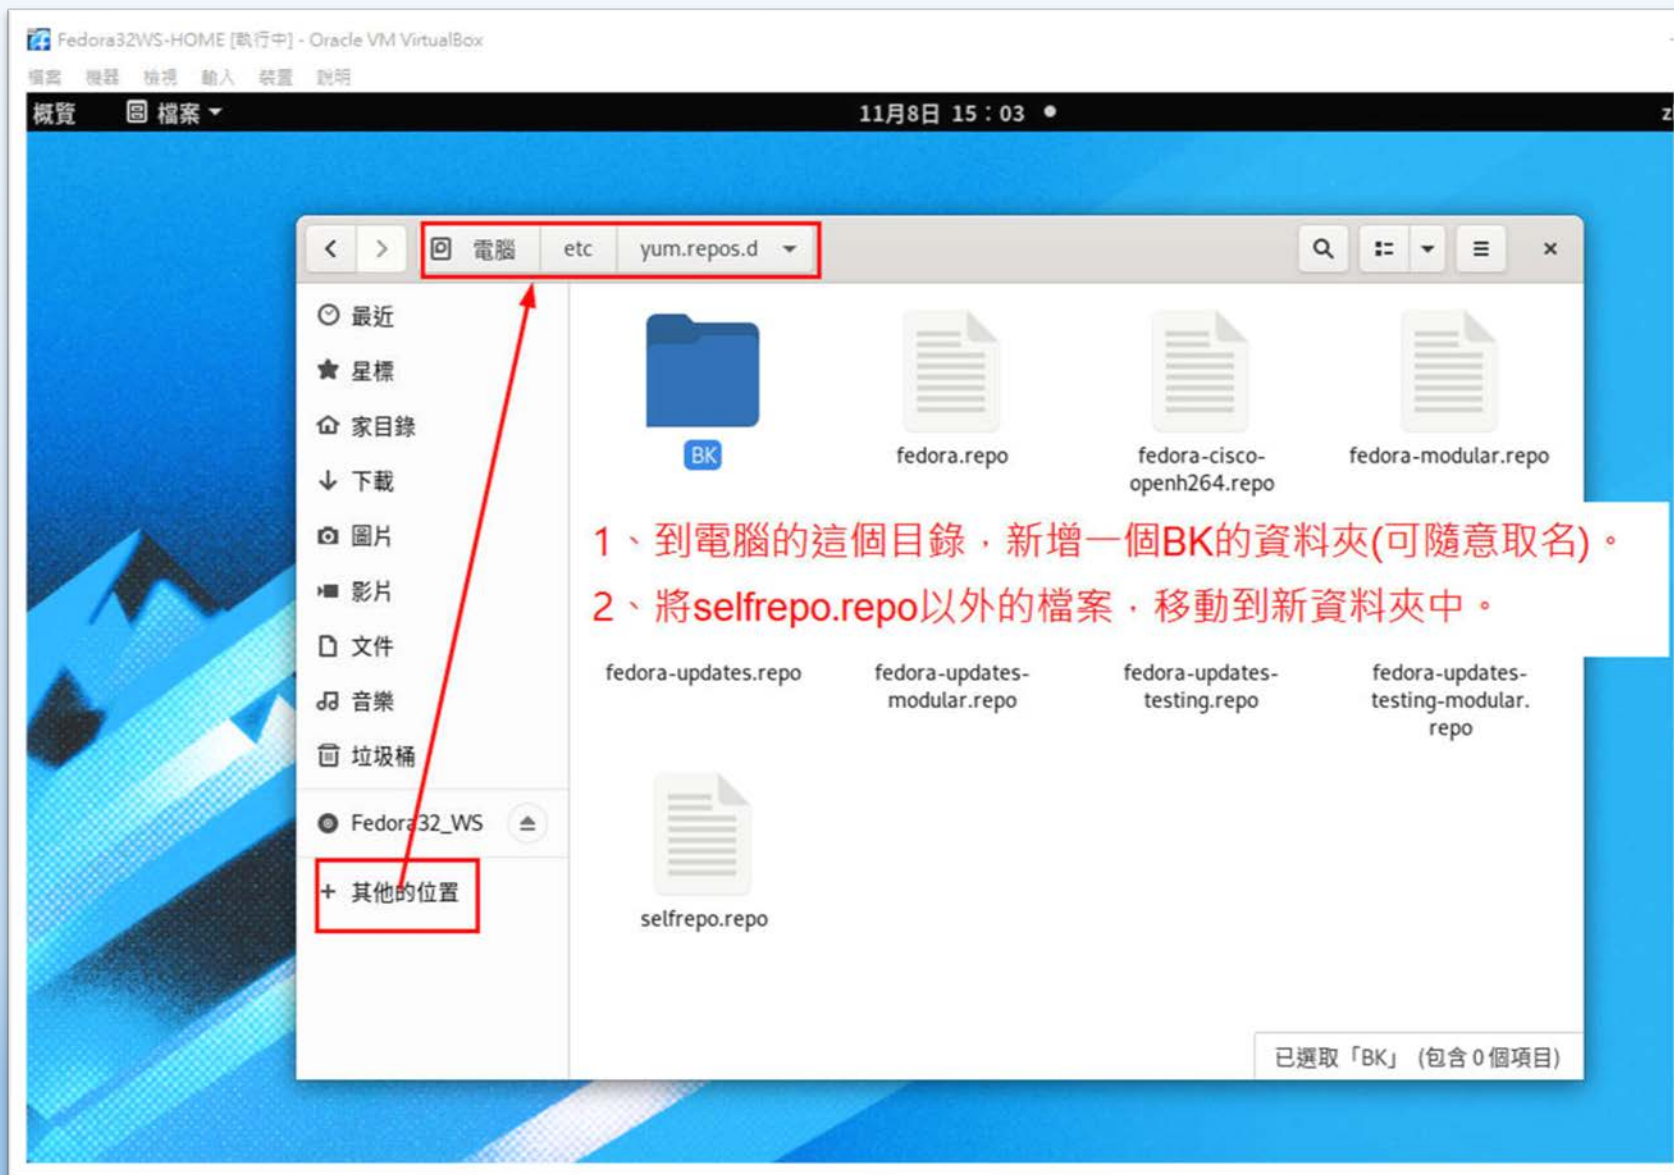 Fedora32WS-HOME [執行中] - Oracle VM VirtualBox
檔案 機器 檢視 輸入 裝置 說明
概覽 檔案 11月8日 15：03
電腦 etc yum.repos.d
最近
星標
家目錄
下載
圖片
影片
文件
音樂
垃圾桶
Fedora32_WS
其他的位置
BK
fedora.repo
fedora-cisco-
openh264.repo
fedora-modular.repo
1、到電腦的這個目錄，新增一個BK的資料夾(可隨意取名)。
2、將selfrepo.repo以外的檔案，移動到新資料夾中。
fedora-updates.repo
fedora-updates-
modular.repo
fedora-updates-
testing.repo
fedora-updates-
testing-modular.
repo
selfrepo.repo
已選取「BK」 (包含 0 個項目)